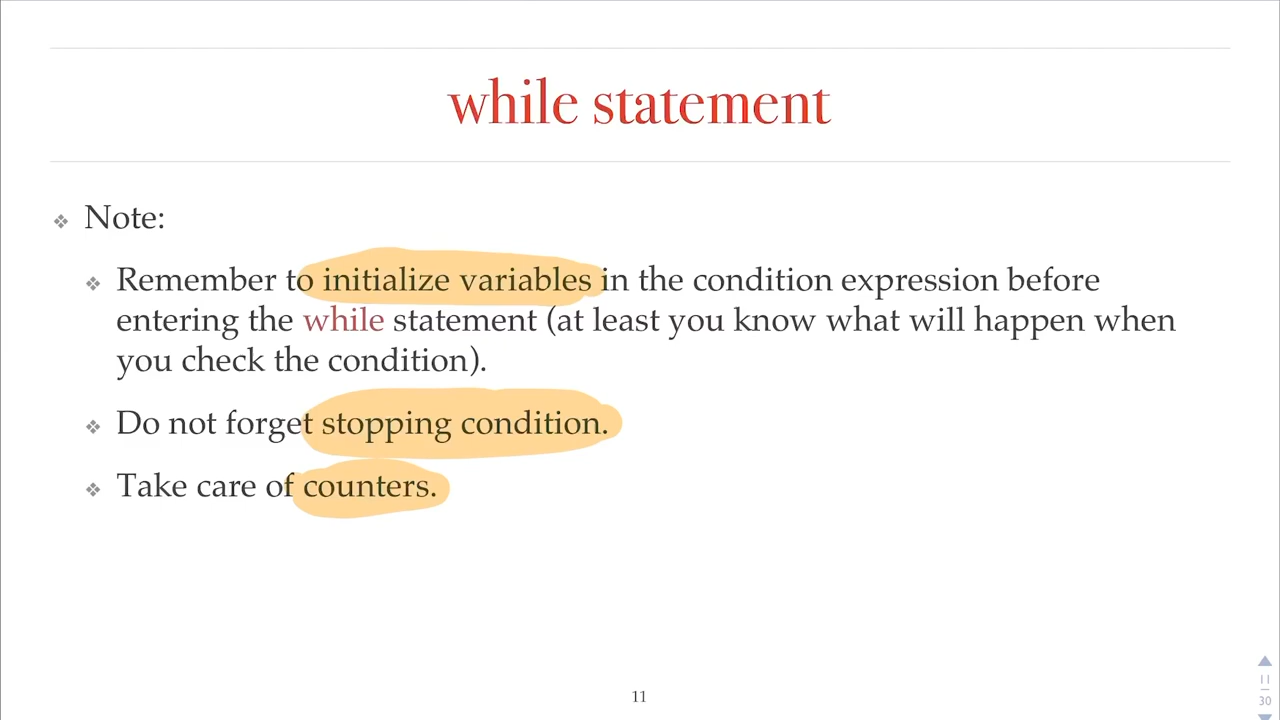 while statement
❖ Note:
❖ Remember to initialize variables in the condition expression before
entering the while statement (at least you know what will happen when
you check the condition).
❖ Do not forget stopping condition.
❖ Take care of counters.
11
11
30